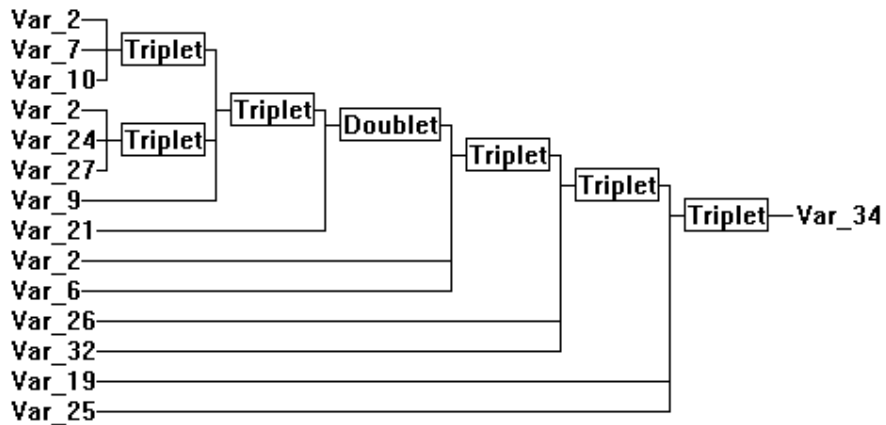 Var_2
Var_7 Triplet
Var_10
Var_2 Triplet Doublet
Var_24 Triplet Triplet
Var_27
Var_9 Triplet
Var_21 Triplet Var_34
Var_2
Var_6
Var_26
Var_32
Var_19
Var_25